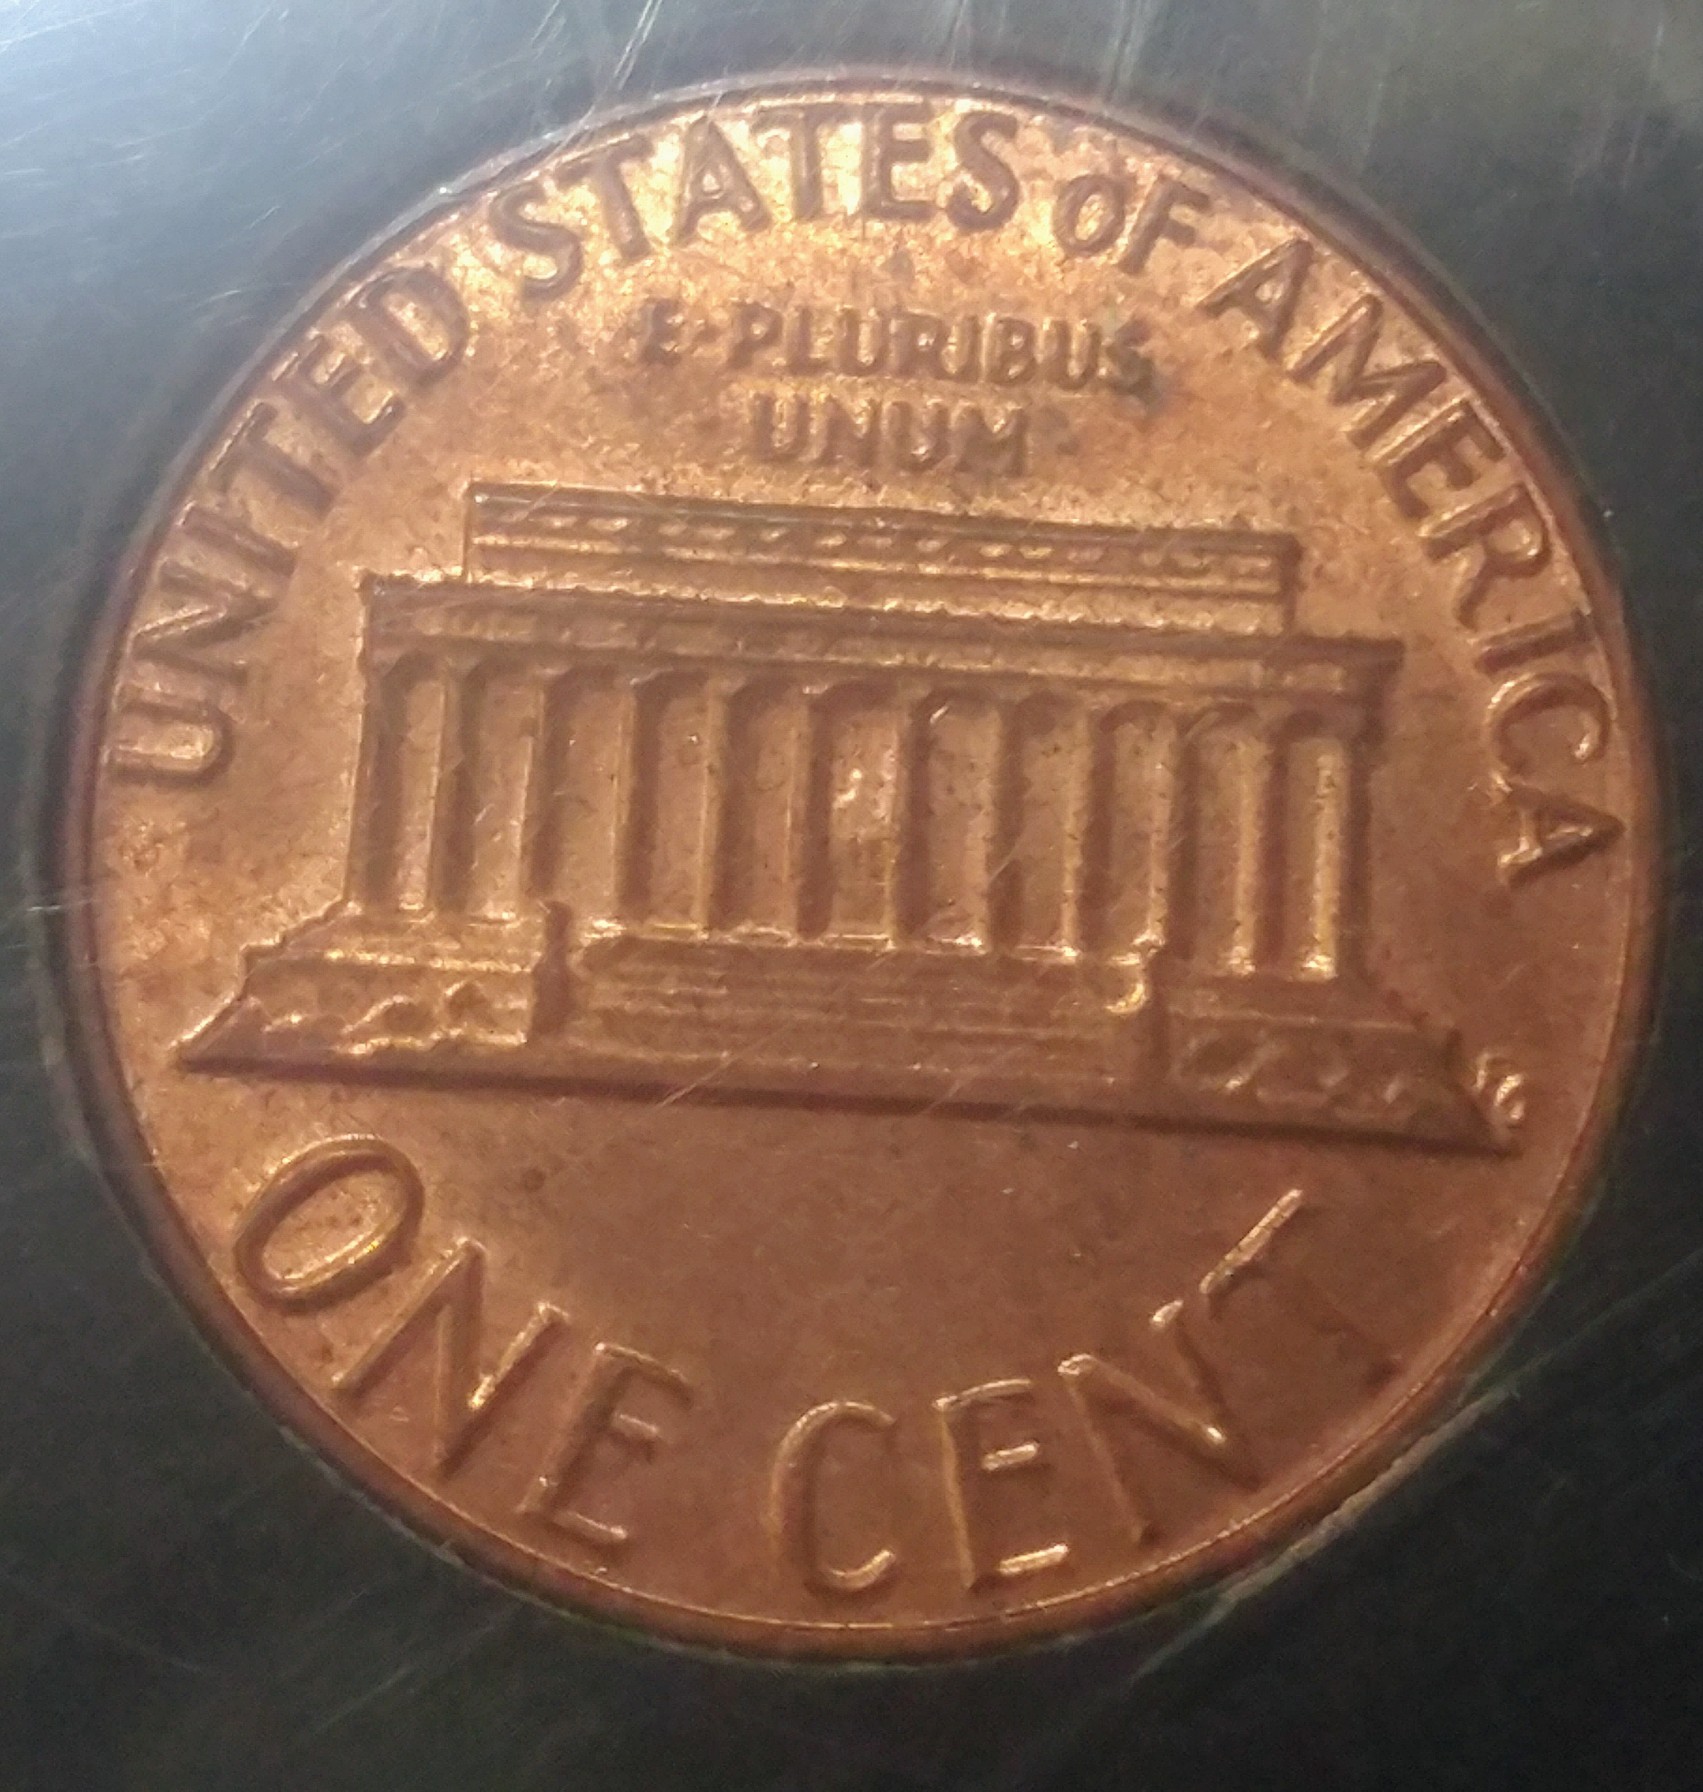 UNITED STATES OF AMERICA
E·PLURIBUS
UNUM
ONE CENT